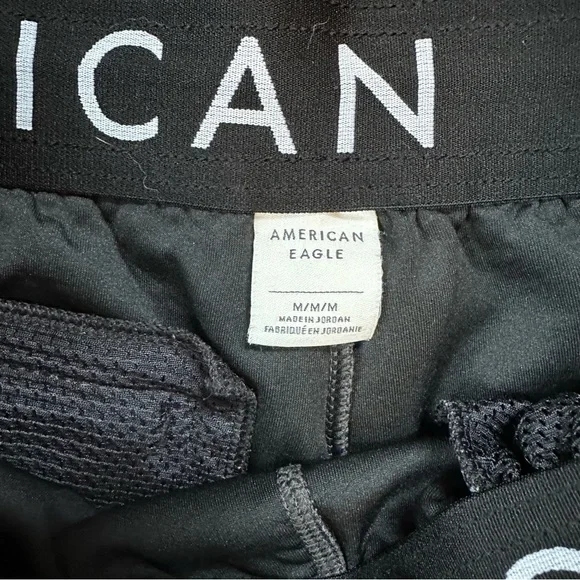 ICAN
AMERICAN
EAGLE
M/M/M
MADE IN JORDAN
FABRIQUÉ EN JORDANIE